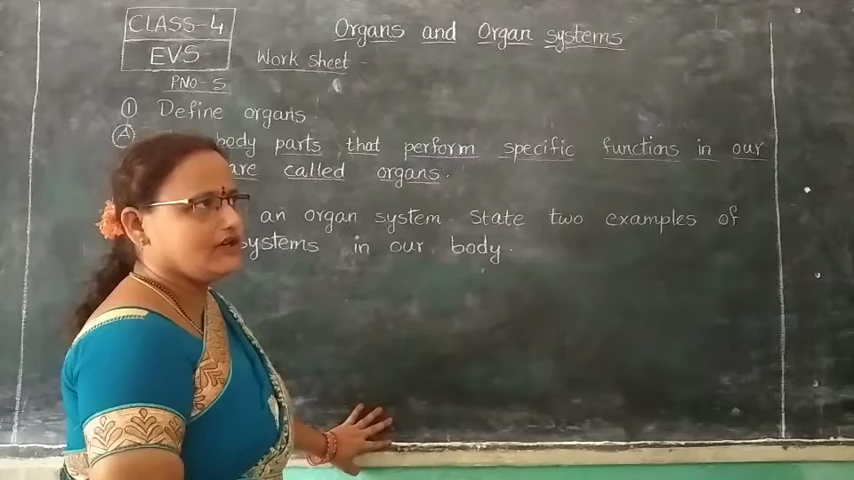 CLASS-4
Organs and Organ systems
EVS
Work sheet -
PNO-5
① Define organs.
Ⓐ body parts that perform specific functions in our
are called organs.
an organ system. State two examples of
systems in our body.